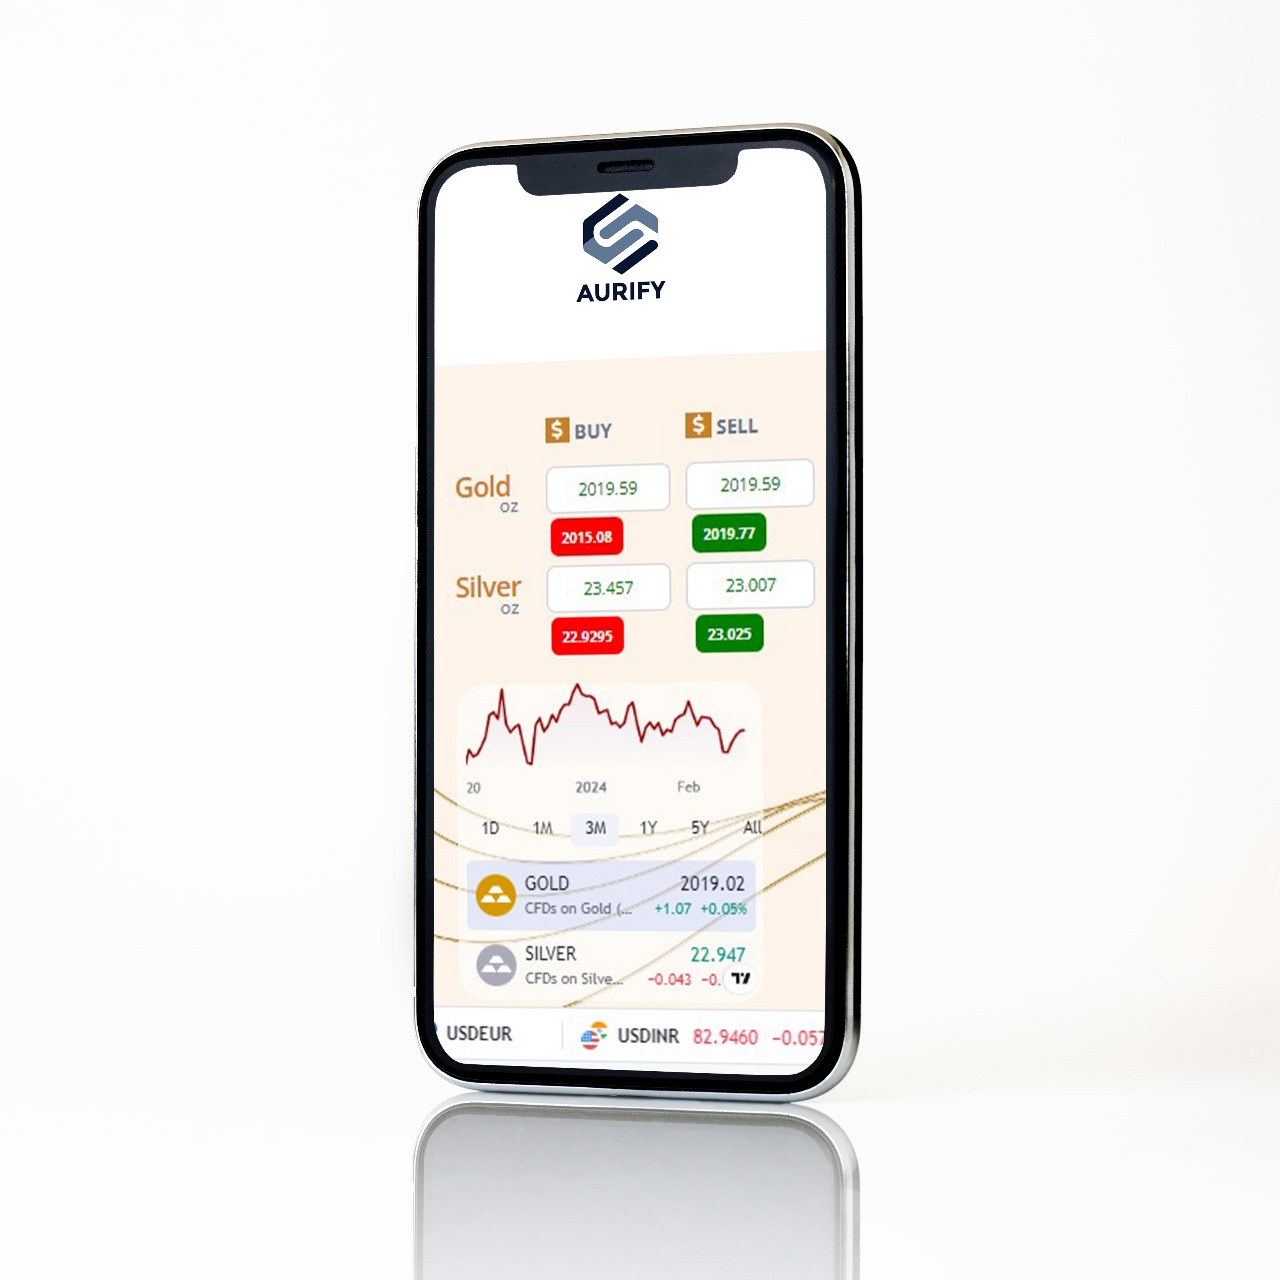 AURIFY
$ BUY $ SELL
Gold OZ 2019.59 2019.59
2015.08 2019.77
Silver OZ 23.457 23.007
22.9295 23.025
20 2024 Feb
1D 1M 3M 1Y 5Y All
GOLD 2019.02
CFDs on Gold (... +1.07 +0.05%
SILVER 22.947
CFDs on Silve... −0.043 −0.
USDEUR USDINR 82.9460 −0.057